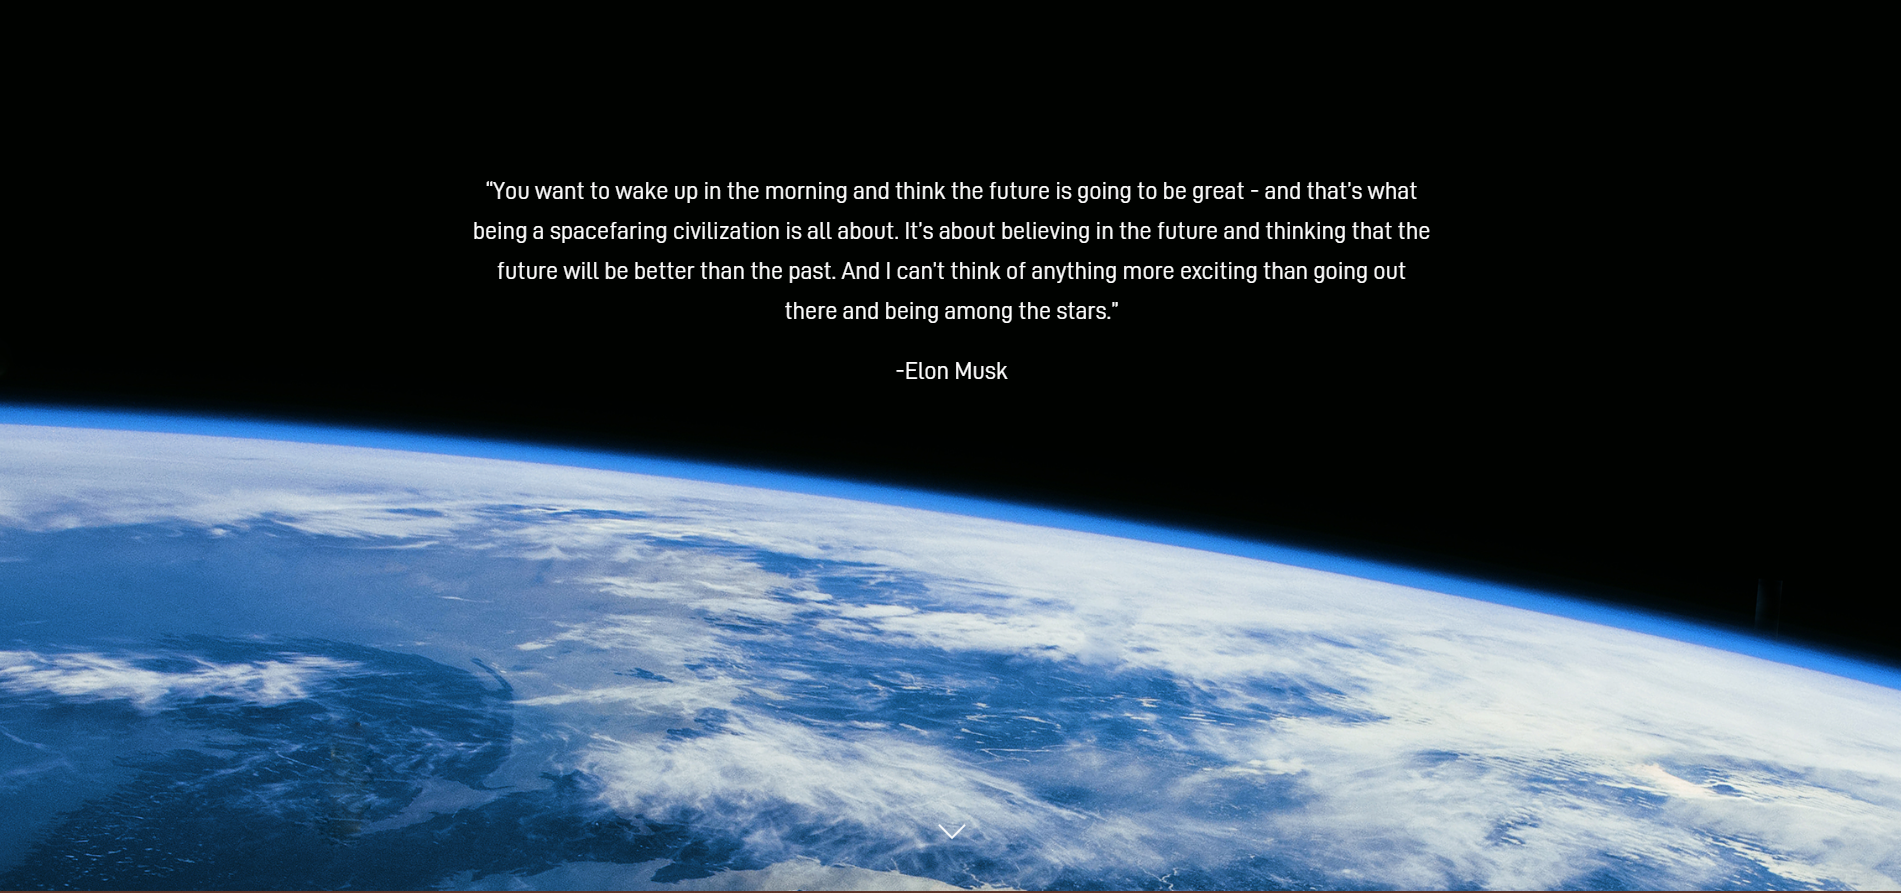 “You want to wake up in the morning and think the future is going to be great - and that’s what
being a spacefaring civilization is all about. It’s about believing in the future and thinking that the
future will be better than the past. And I can’t think of anything more exciting than going out
there and being among the stars.”
-Elon Musk